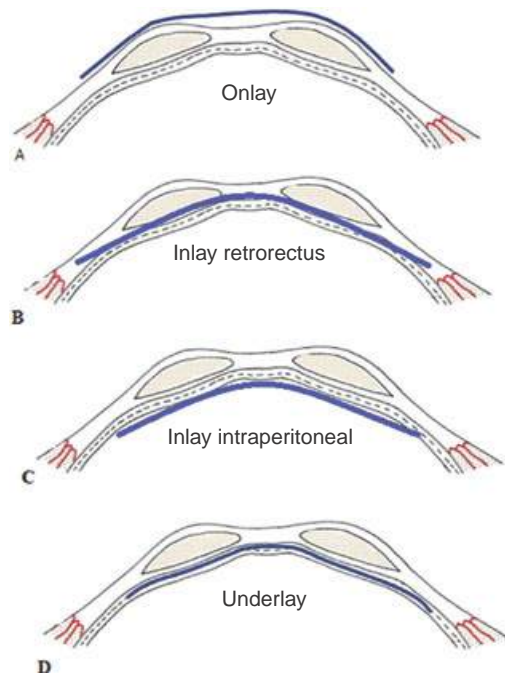 Onlay
A
Inlay retrorectus
B
Inlay intraperitoneal
C
Underlay
D